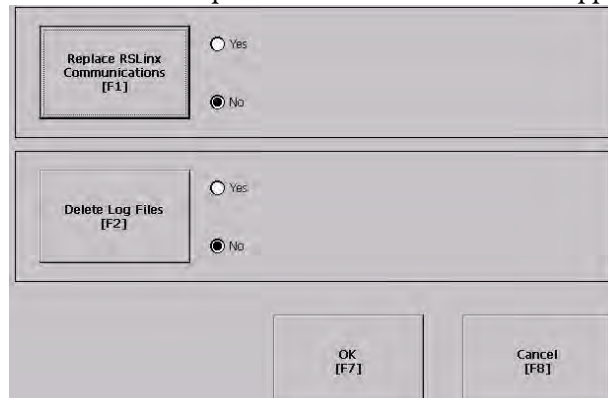 Replace RSLinx
Communications
[F1]
Yes
No
Delete Log Files
[F2]
Yes
No
OK
[F7]
Cancel
[F8]